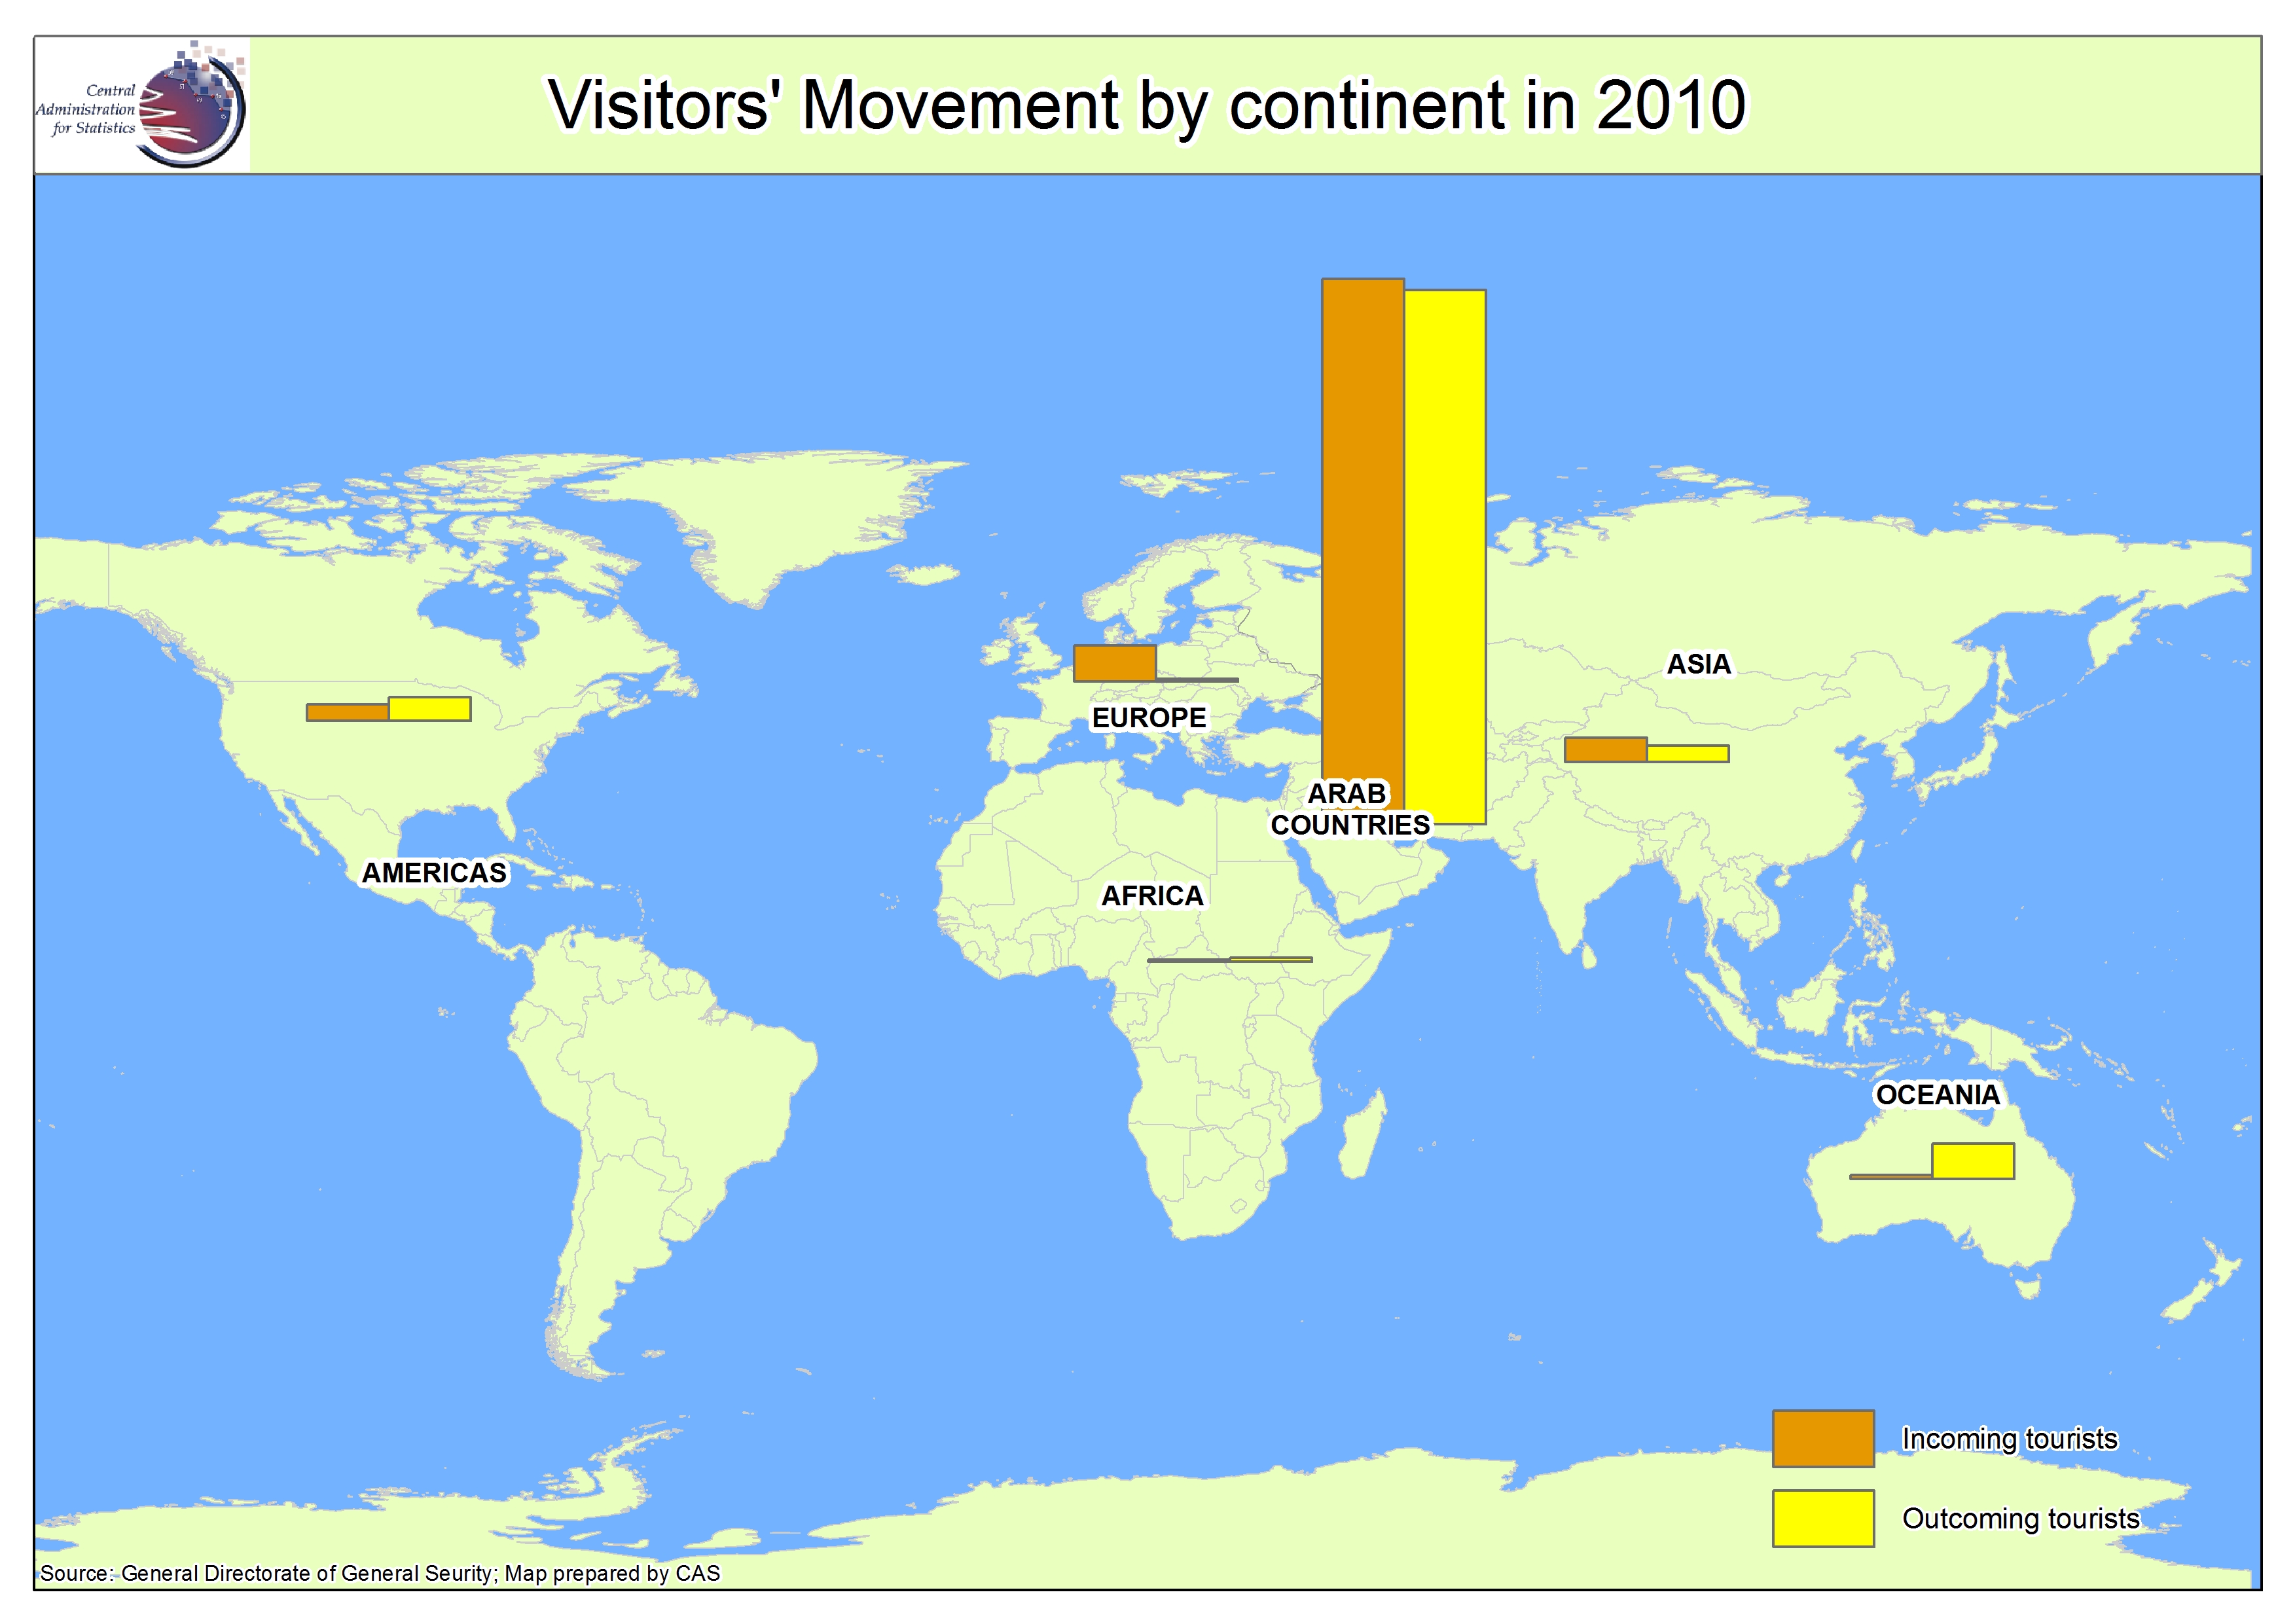 Central
Administration
for Statistics
Visitors' Movement by continent in 2010
ASIA
EUROPE
ARAB
COUNTRIES
AMERICAS
AFRICA
OCEANIA
Incoming tourists
Outcoming tourists
Source: General Directorate of General Seurity; Map prepared by CAS